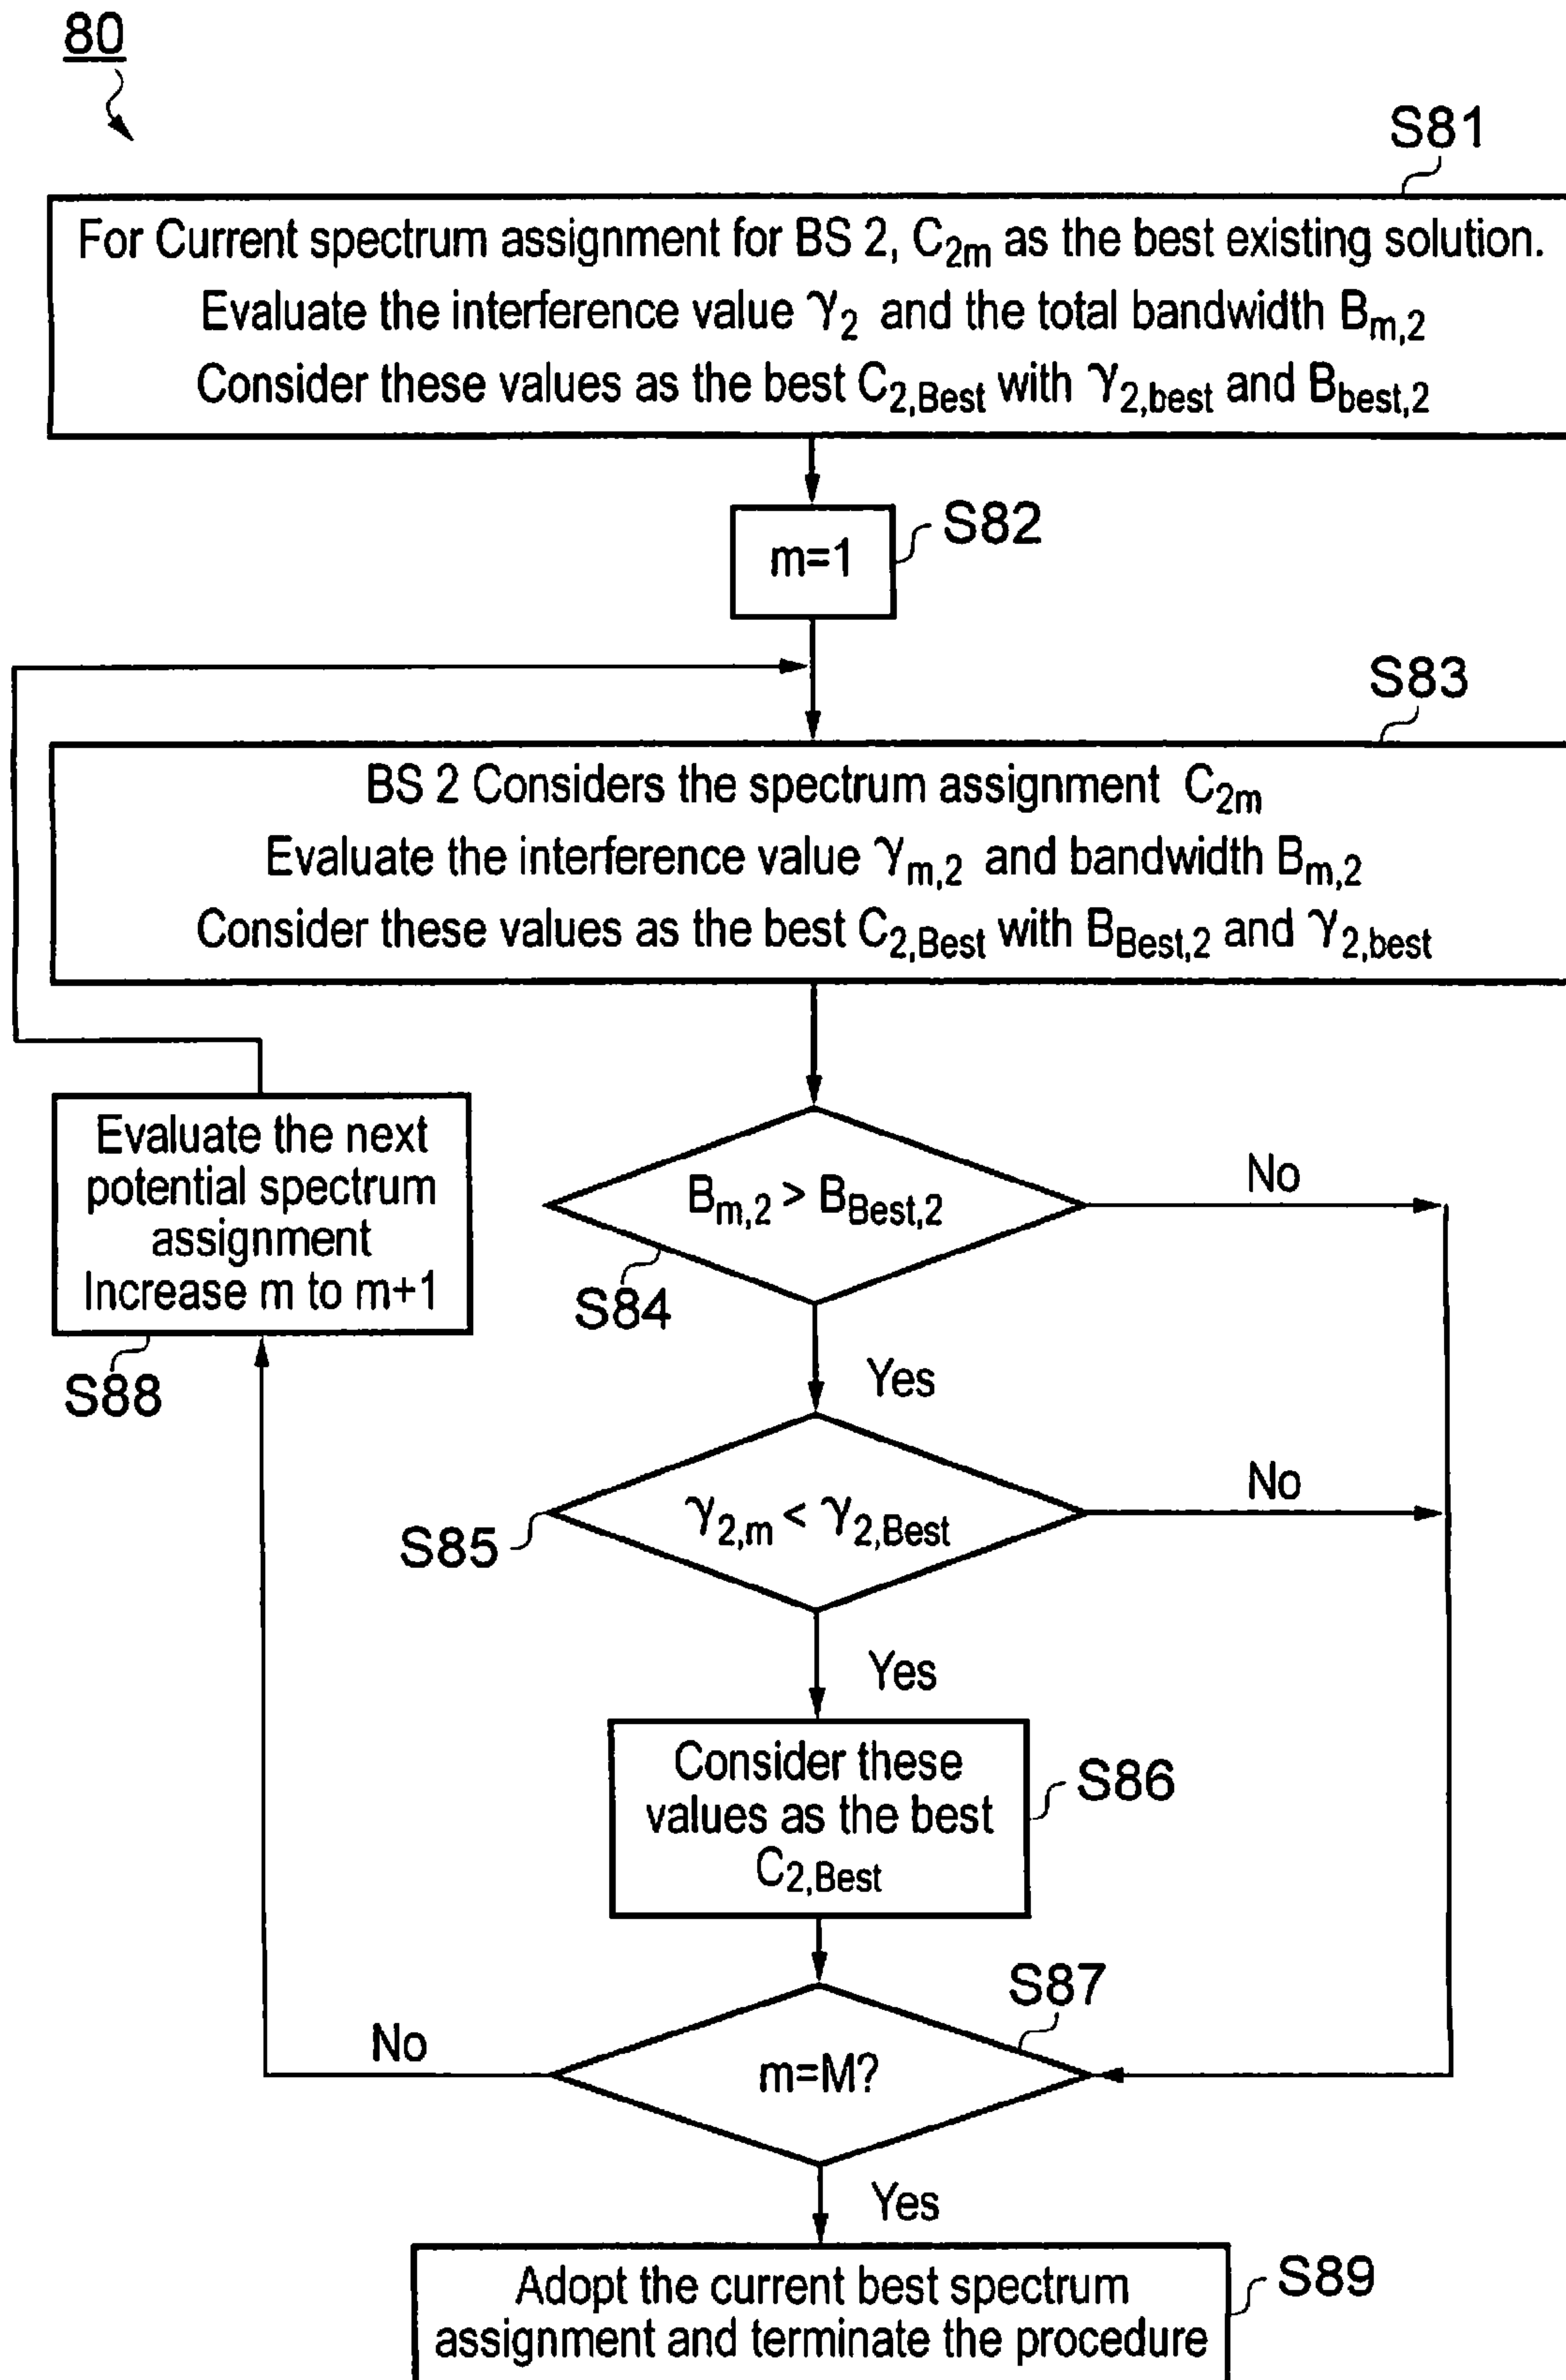 80
S81
For Current spectrum assignment for BS 2, C2m as the best existing solution.
Evaluate the interference value γ2 and the total bandwidth Bm,2
Consider these values as the best C2,Best with γ2,best and Bbest,2
S82
m=1
S83
BS 2 Considers the spectrum assignment C2m
Evaluate the interference value γm,2 and bandwidth Bm,2
Consider these values as the best C2,Best with BBest,2 and γ2,best
Evaluate the next
potential spectrum
assignment
Increase m to m+1
S88
Bm,2 > BBest,2
No
S84
Yes
γ2,m < γ2,Best
No
S85
Yes
Consider these
values as the best
C2,Best
S86
S87
m=M?
No
Yes
Adopt the current best spectrum
assignment and terminate the procedure
S89